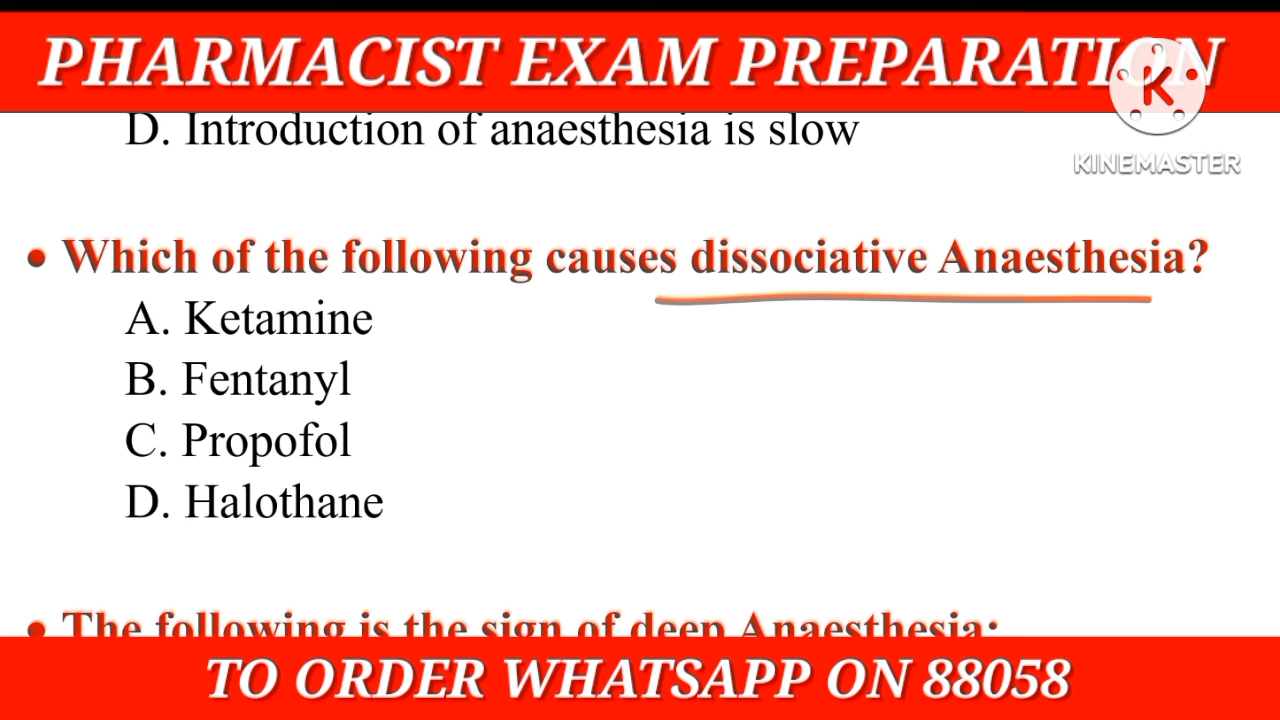 PHARMACIST EXAM PREPARATION
K
KINEMASTER
D. Introduction of anaesthesia is slow
• Which of the following causes dissociative Anaesthesia?
A. Ketamine
B. Fentanyl
C. Propofol
D. Halothane
• The following is the sign of deep Anaesthesia:
TO ORDER WHATSAPP ON 88058